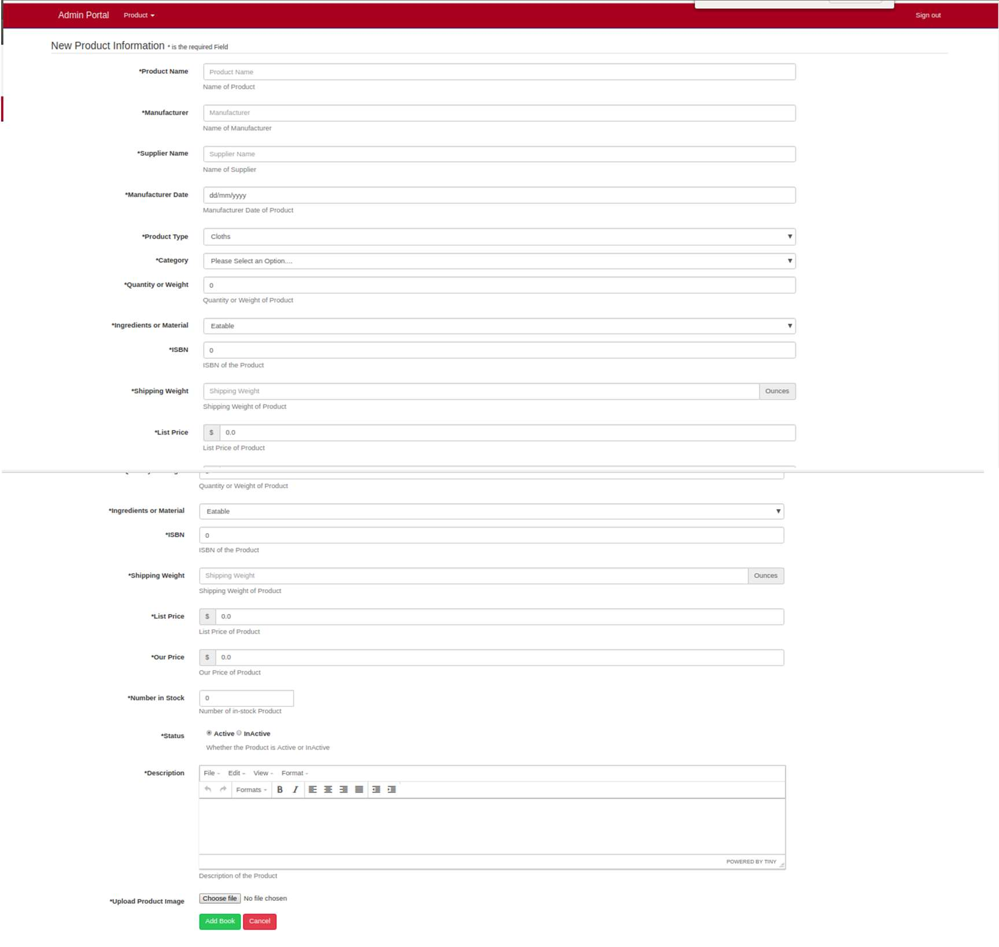 Admin Portal Product Sign out
New Product Information * is the required Field
*Product Name Product Name
Name of Product
*Manufacturer Manufacturer
Name of Manufacturer
*Supplier Name Supplier Name
Name of Supplier
*Manufacturer Date dd/mm/yyyy
Manufacturer Date of Product
*Product Type Cloths
*Category Please Select an Option....
*Quantity or Weight 0
Quantity or Weight of Product
*Ingredients or Material Eatable
*ISBN 0
ISBN of the Product
*Shipping Weight Shipping Weight Ounces
Shipping Weight of Product
*List Price $ 0.0
List Price of Product
Quantity or Weight of Product
*Ingredients or Material Eatable
*ISBN 0
ISBN of the Product
*Shipping Weight Shipping Weight Ounces
Shipping Weight of Product
*List Price $ 0.0
List Price of Product
*Our Price $ 0.0
Our Price of Product
*Number in Stock 0
Number of in-stock Product
*Status Active InActive
Whether the Product is Active or InActive
*Description File Edit View Format
Formats B I
POWERED BY TINY
Description of the Product
*Upload Product Image Choose file No file chosen
Add Book Cancel